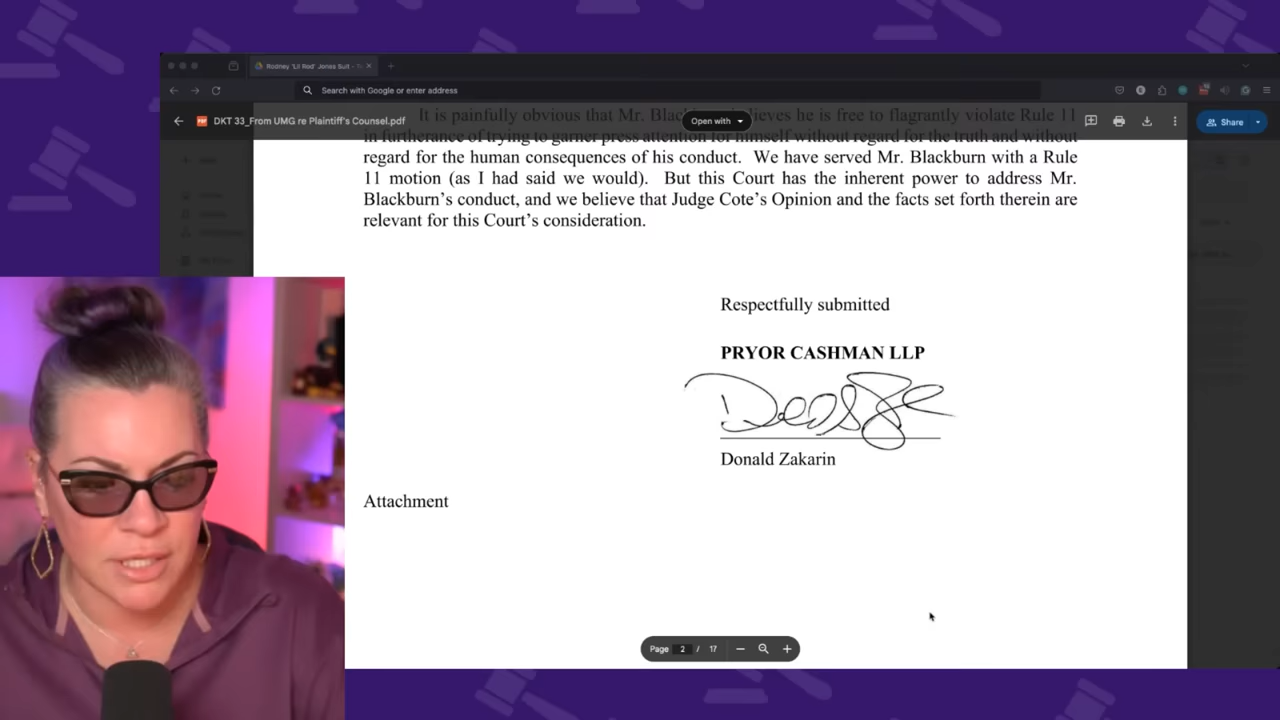 Rodney 'Lil Rod' Jones Suit - 
Search with Google or enter address
DKT 33_From UMG re Plaintiff's Counsel.pdf
Open with
Share
It is painfully obvious that Mr. believes he is free to flagrantly violate Rule 11
in furtherance of trying to garner press attention for himself without regard for the truth and without
regard for the human consequences of his conduct. We have served Mr. Blackburn with a Rule
11 motion (as I had said we would). But this Court has the inherent power to address Mr.
Blackburn's conduct, and we believe that Judge Cote's Opinion and the facts set forth therein are
relevant for this Court's consideration.
Respectfully submitted
PRYOR CASHMAN LLP
Donald Zakarin
Attachment
Page 2 / 17